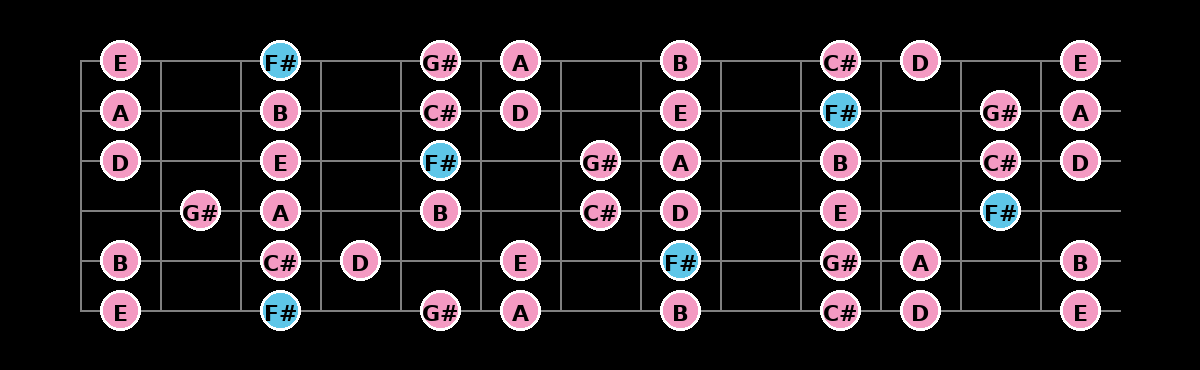 E F# G# A B C# D E
A B C# D E F# G# A
D E F# G# A B C# D
G# A B C# D E F#
B C# D E F# G# A B
E F# G# A B C# D E